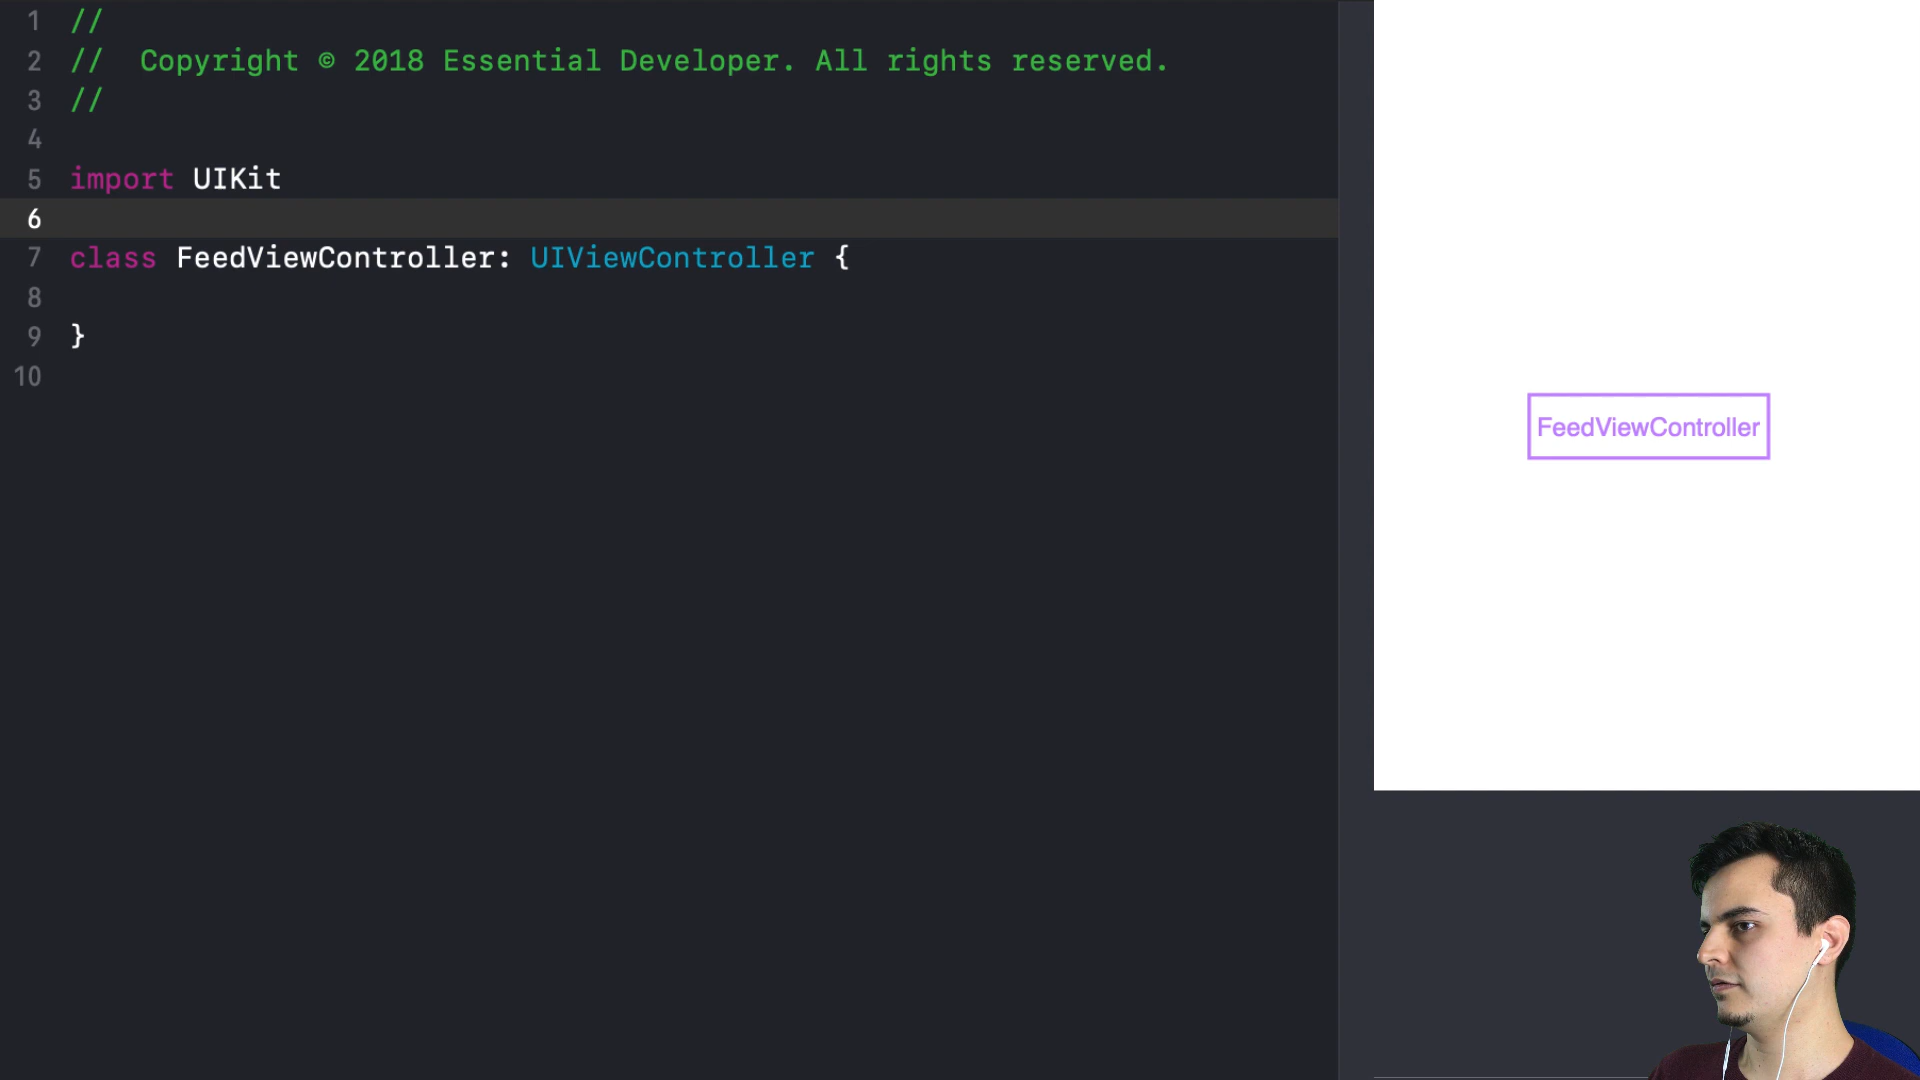 1 //
2 //  Copyright © 2018 Essential Developer. All rights reserved.
3 //
4
5 import UIKit
6
7 class FeedViewController: UIViewController {
8
9 }
10
FeedViewController